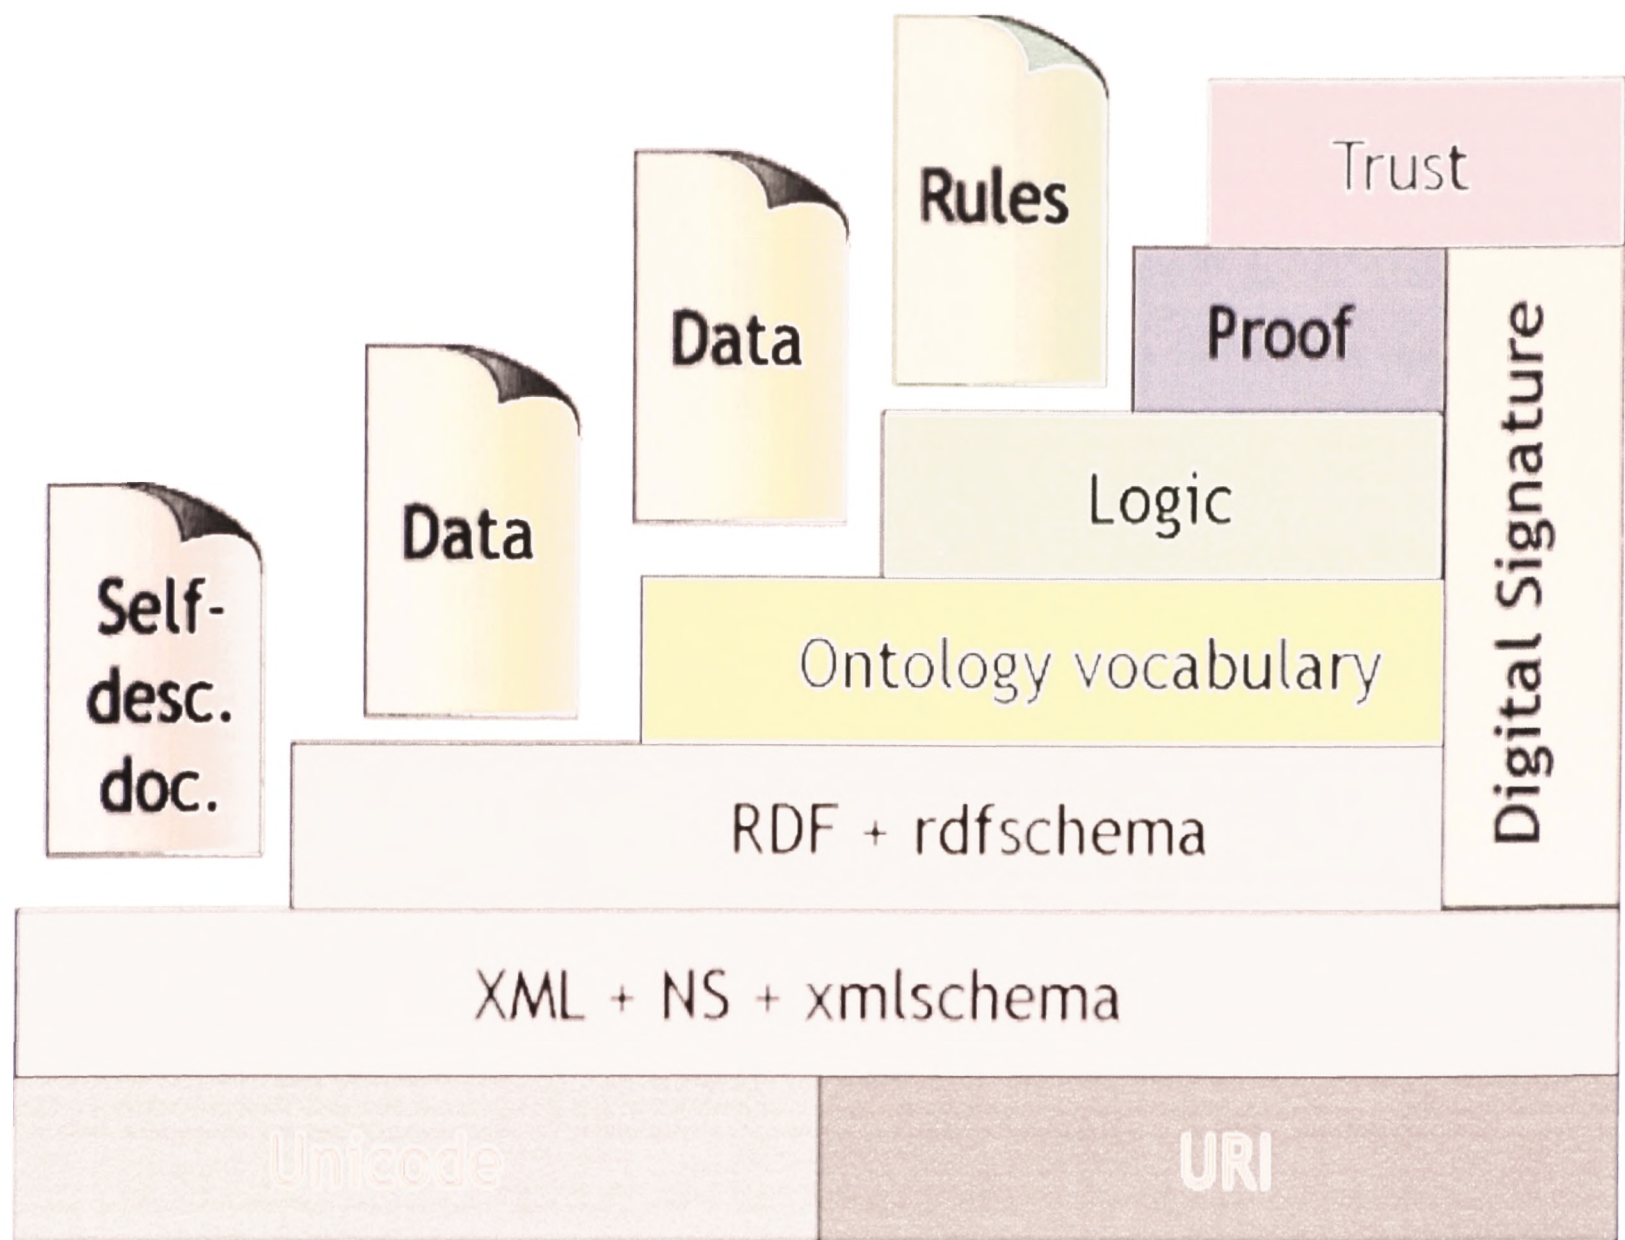 Rules
Trust
Data
Proof
Data
Logic
Self-
desc.
doc.
Ontology vocabulary
Digital Signature
RDF + rdfschema
XML + NS + xmlschema
Unicode
URI